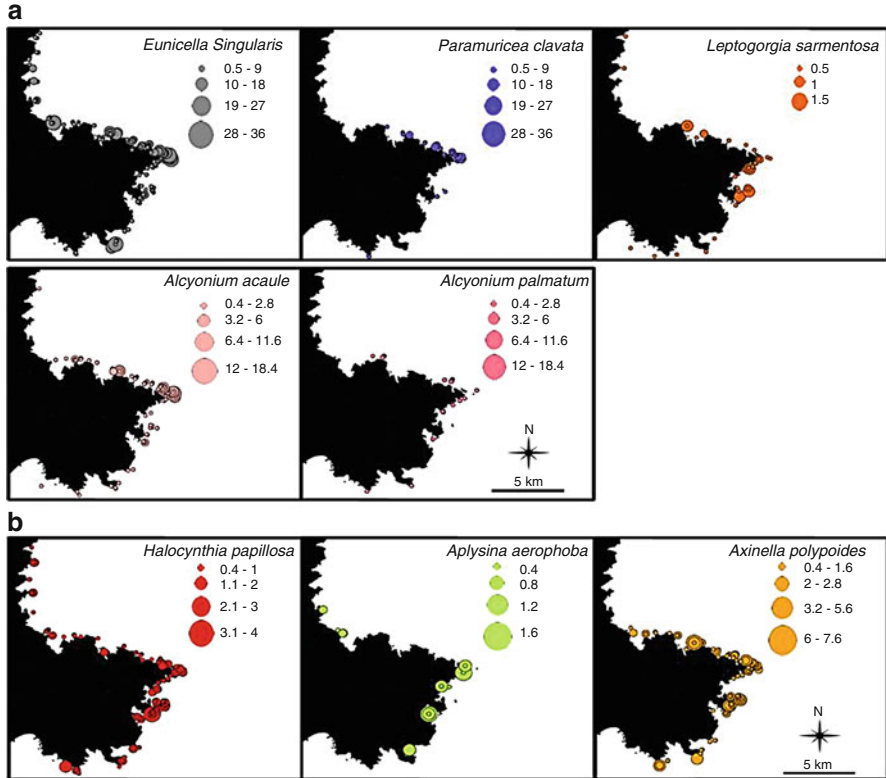 a
Eunicella Singularis
0.5 - 9
10 - 18
19 - 27
28 - 36
Paramuricea clavata
0.5 - 9
10 - 18
19 - 27
28 - 36
Leptogorgia sarmentosa
0.5
1
1.5
Alcyonium acaule
0.4 - 2.8
3.2 - 6
6.4 - 11.6
12 - 18.4
Alcyonium palmatum
0.4 - 2.8
3.2 - 6
6.4 - 11.6
12 - 18.4
N
5 km
b
Halocynthia papillosa
0.4 - 1
1.1 - 2
2.1 - 3
3.1 - 4
Aplysina aerophoba
0.4
0.8
1.2
1.6
Axinella polypoides
0.4 - 1.6
2 - 2.8
3.2 - 5.6
6 - 7.6
N
5 km